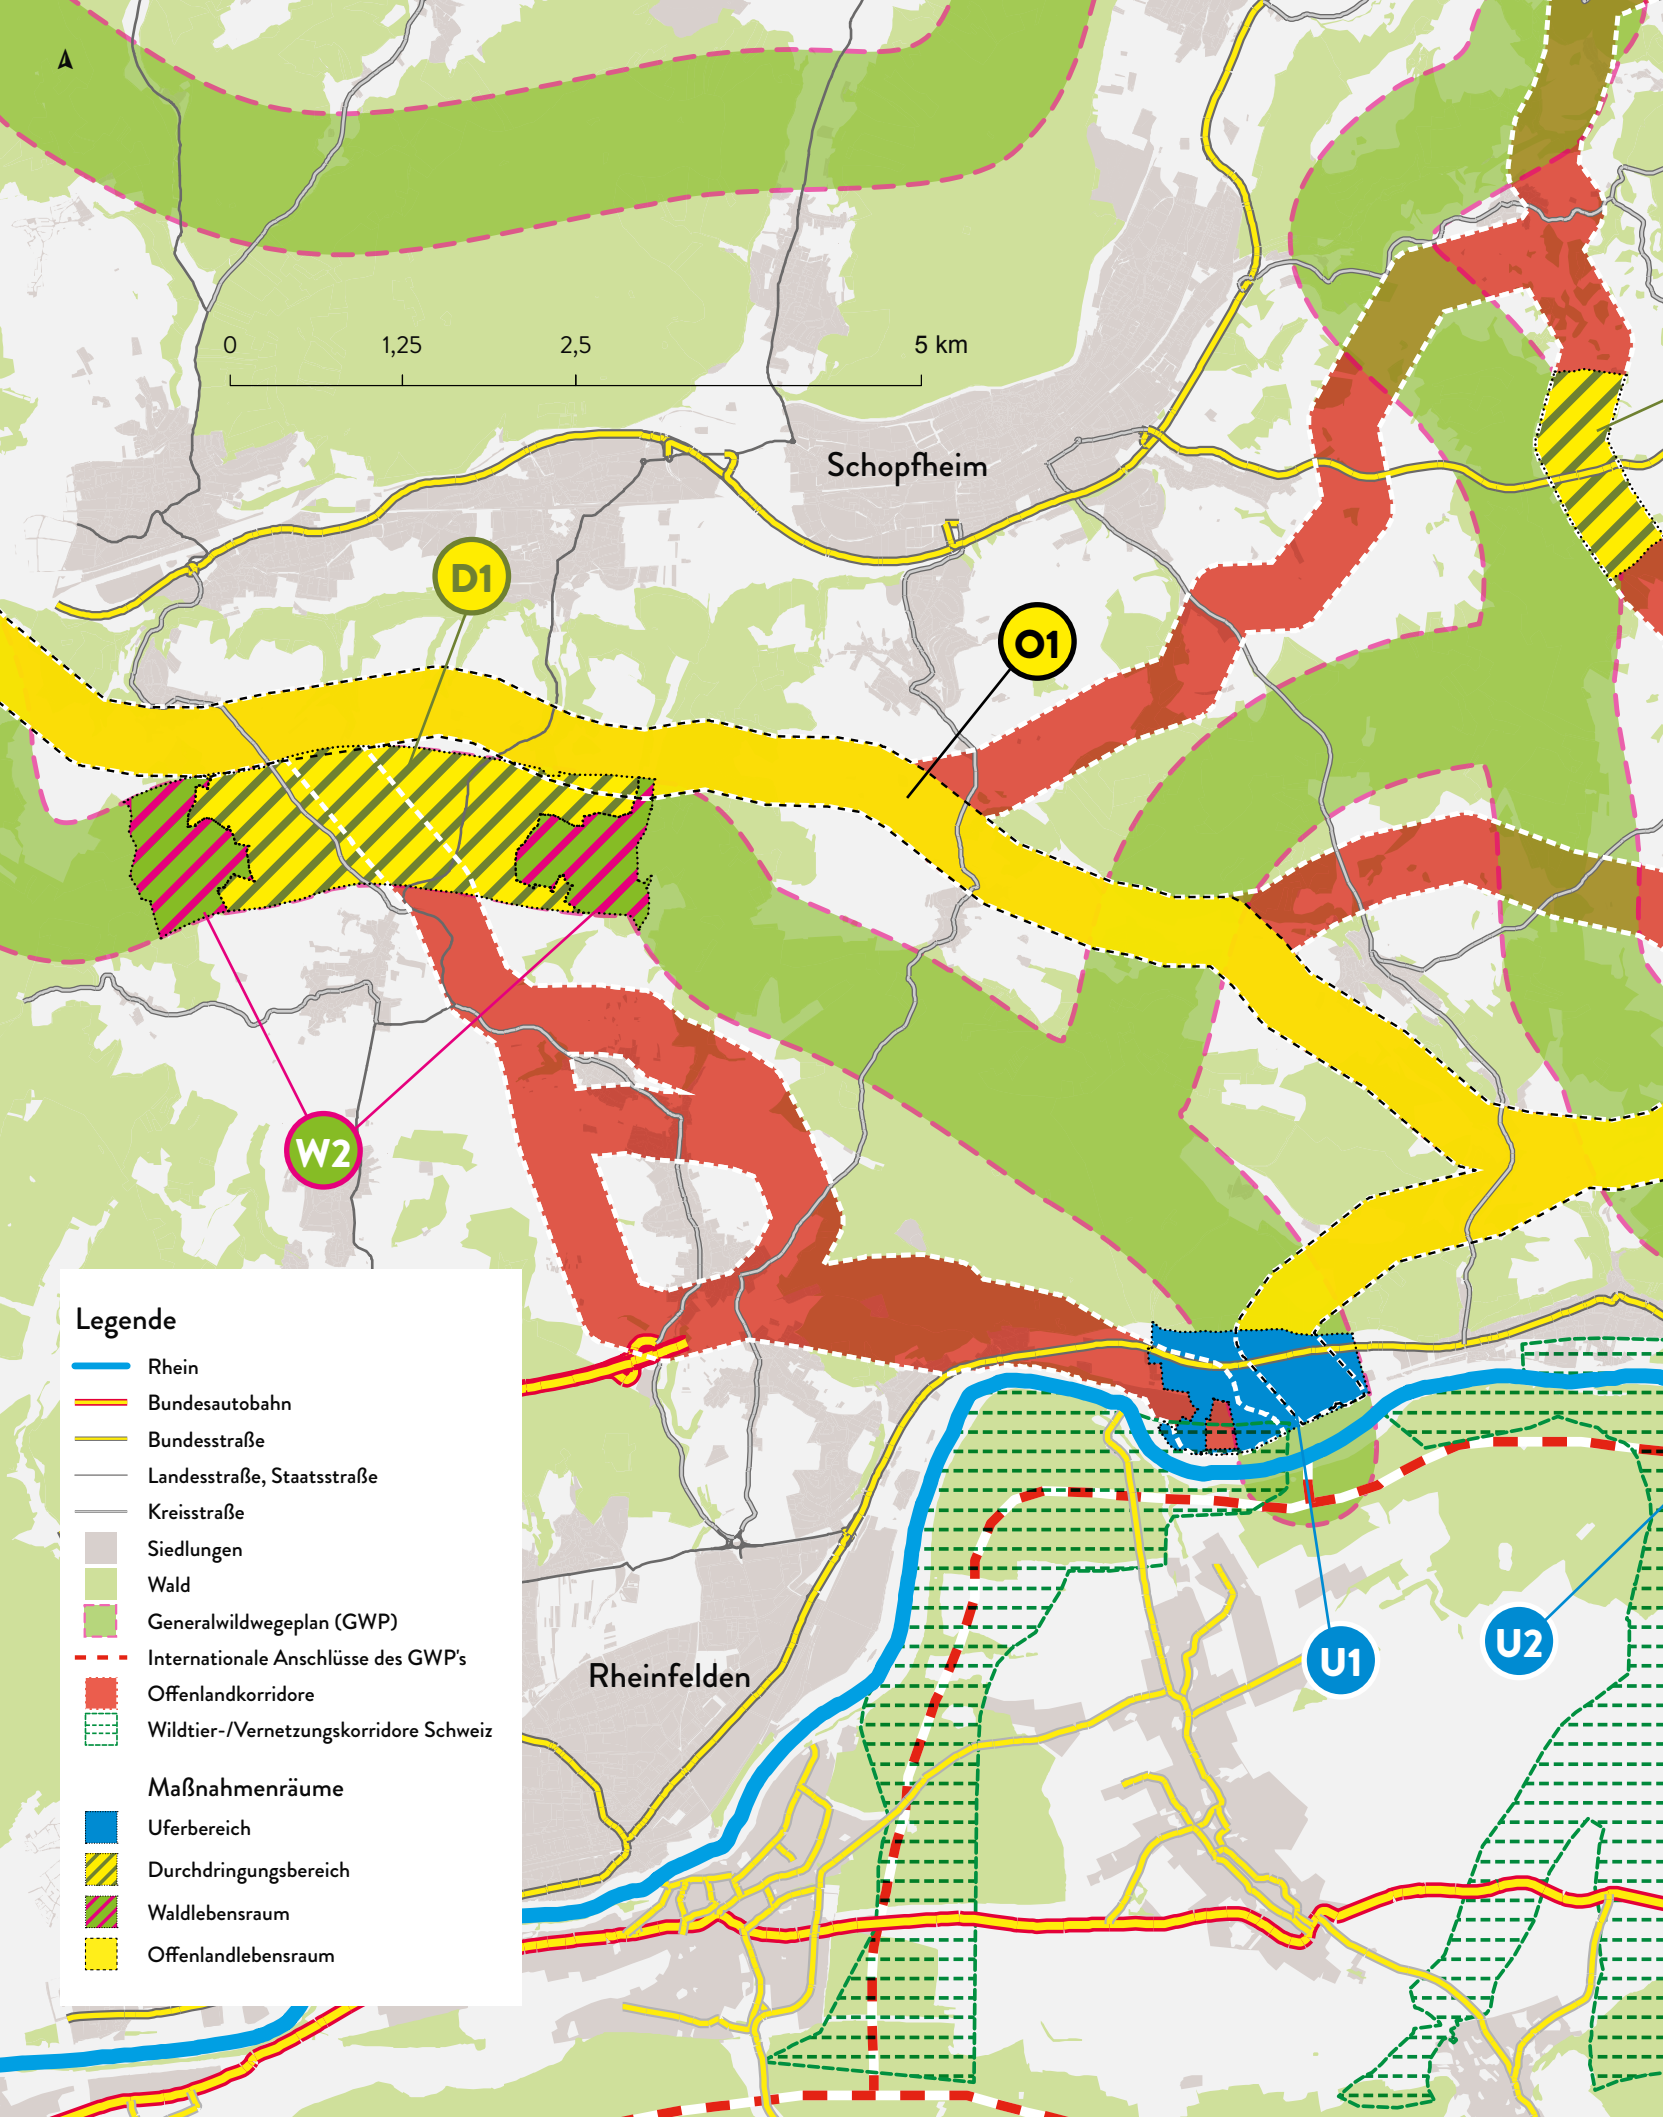 0 1,25 2,5 5 km
Schopfheim
D1
O1
W2
Legende
Rhein
Bundesautobahn
Bundesstraße
Landesstraße, Staatsstraße
Kreisstraße
Siedlungen
Wald
Generalwildwegeplan (GWP)
Internationale Anschlüsse des GWP's
Offenlandkorridore
Wildtier-/Vernetzungskorridore Schweiz
Maßnahmenräume
Uferbereich
Durchdringungsbereich
Waldlebensraum
Offenlandlebensraum
Rheinfelden
U1
U2